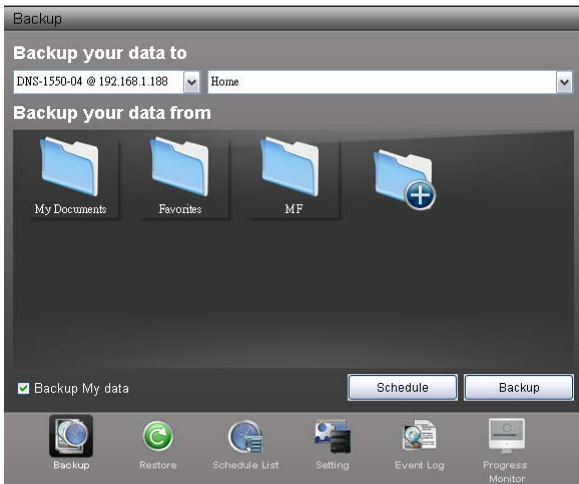 Backup
Backup your data to
DNS-1550-04 @ 192.168.1.188 Home
Backup your data from
My Documents Favorites MF
Backup My data Schedule Backup
Backup Restore Schedule List Setting Event Log Progress
Monitor